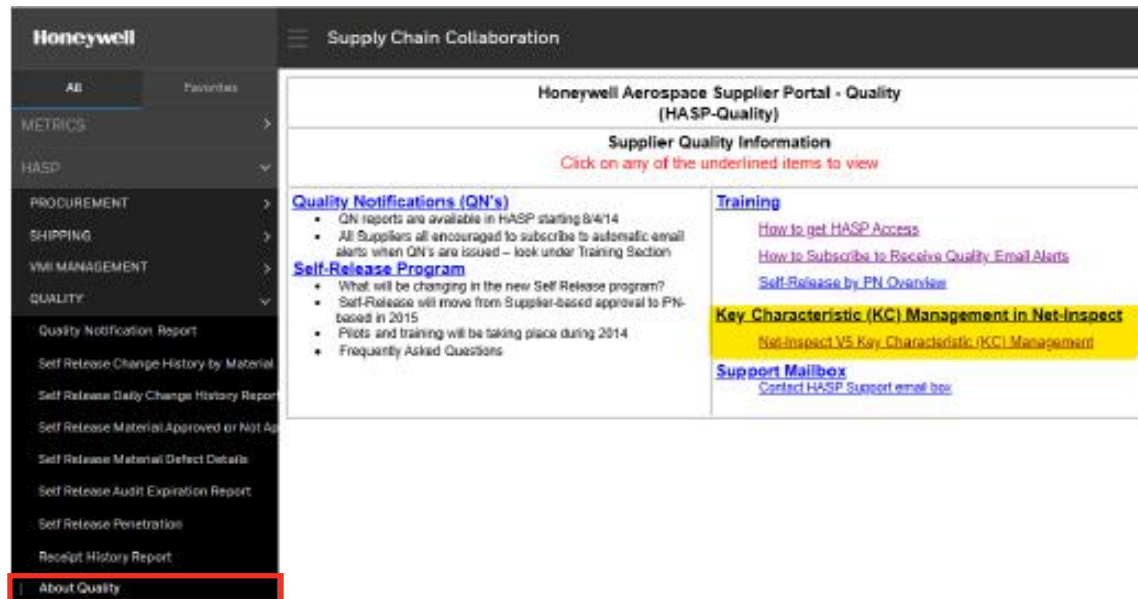 Honeywell
Supply Chain Collaboration
All
Favorites
METRICS
HASP
PROCUREMENT
SHIPPING
VMI MANAGEMENT
QUALITY
Quality Notification Report
Self Release Change History by Material
Self Release Daily Change History Repor
Self Release Material Approved or Not Ap
Self Release Material Defect Details
Self Release Audit Expiration Report
Self Release Penetration
Receipt History Report
About Quality
Honeywell Aerospace Supplier Portal - Quality
(HASP-Quality)
Supplier Quality Information
Click on any of the underlined items to view
Quality Notifications (QN's)
• QN reports are available in HASP starting 8/4/14
• All Suppliers all encouraged to subscribe to automatic email
alerts when QN's are issued – look under Training Section
Self-Release Program
• What will be changing in the new Self Release program?
• Self-Release will move from Supplier-based approval to PN-
based in 2015
• Pilots and training will be taking place during 2014
• Frequently Asked Questions
Training
How to get HASP Access
How to Subscribe to Receive Quality Email Alerts
Self-Release by PN Overview
Key Characteristic (KC) Management in Net-Inspect
Net-Inspect V5 Key Characteristic (KC) Management
Support Mailbox
Contact HASP Support email box